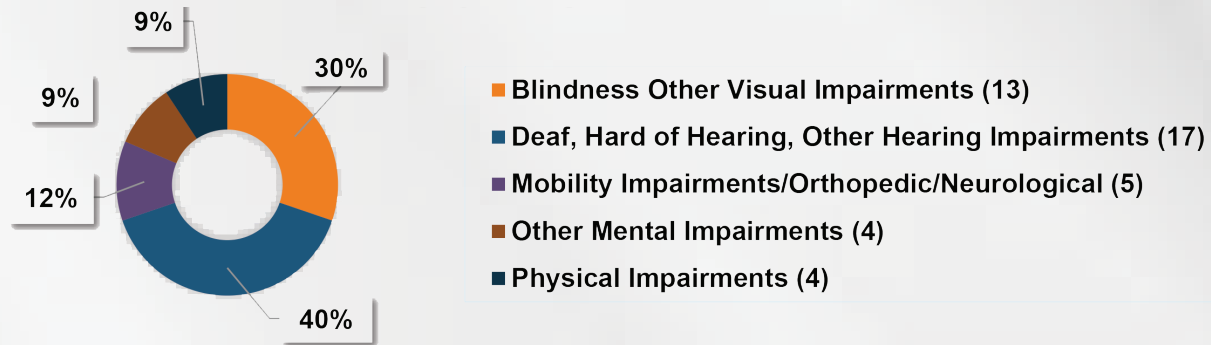 9%
30%
9%
12%
40%
Blindness Other Visual Impairments (13)
Deaf, Hard of Hearing, Other Hearing Impairments (17)
Mobility Impairments/Orthopedic/Neurological (5)
Other Mental Impairments (4)
Physical Impairments (4)